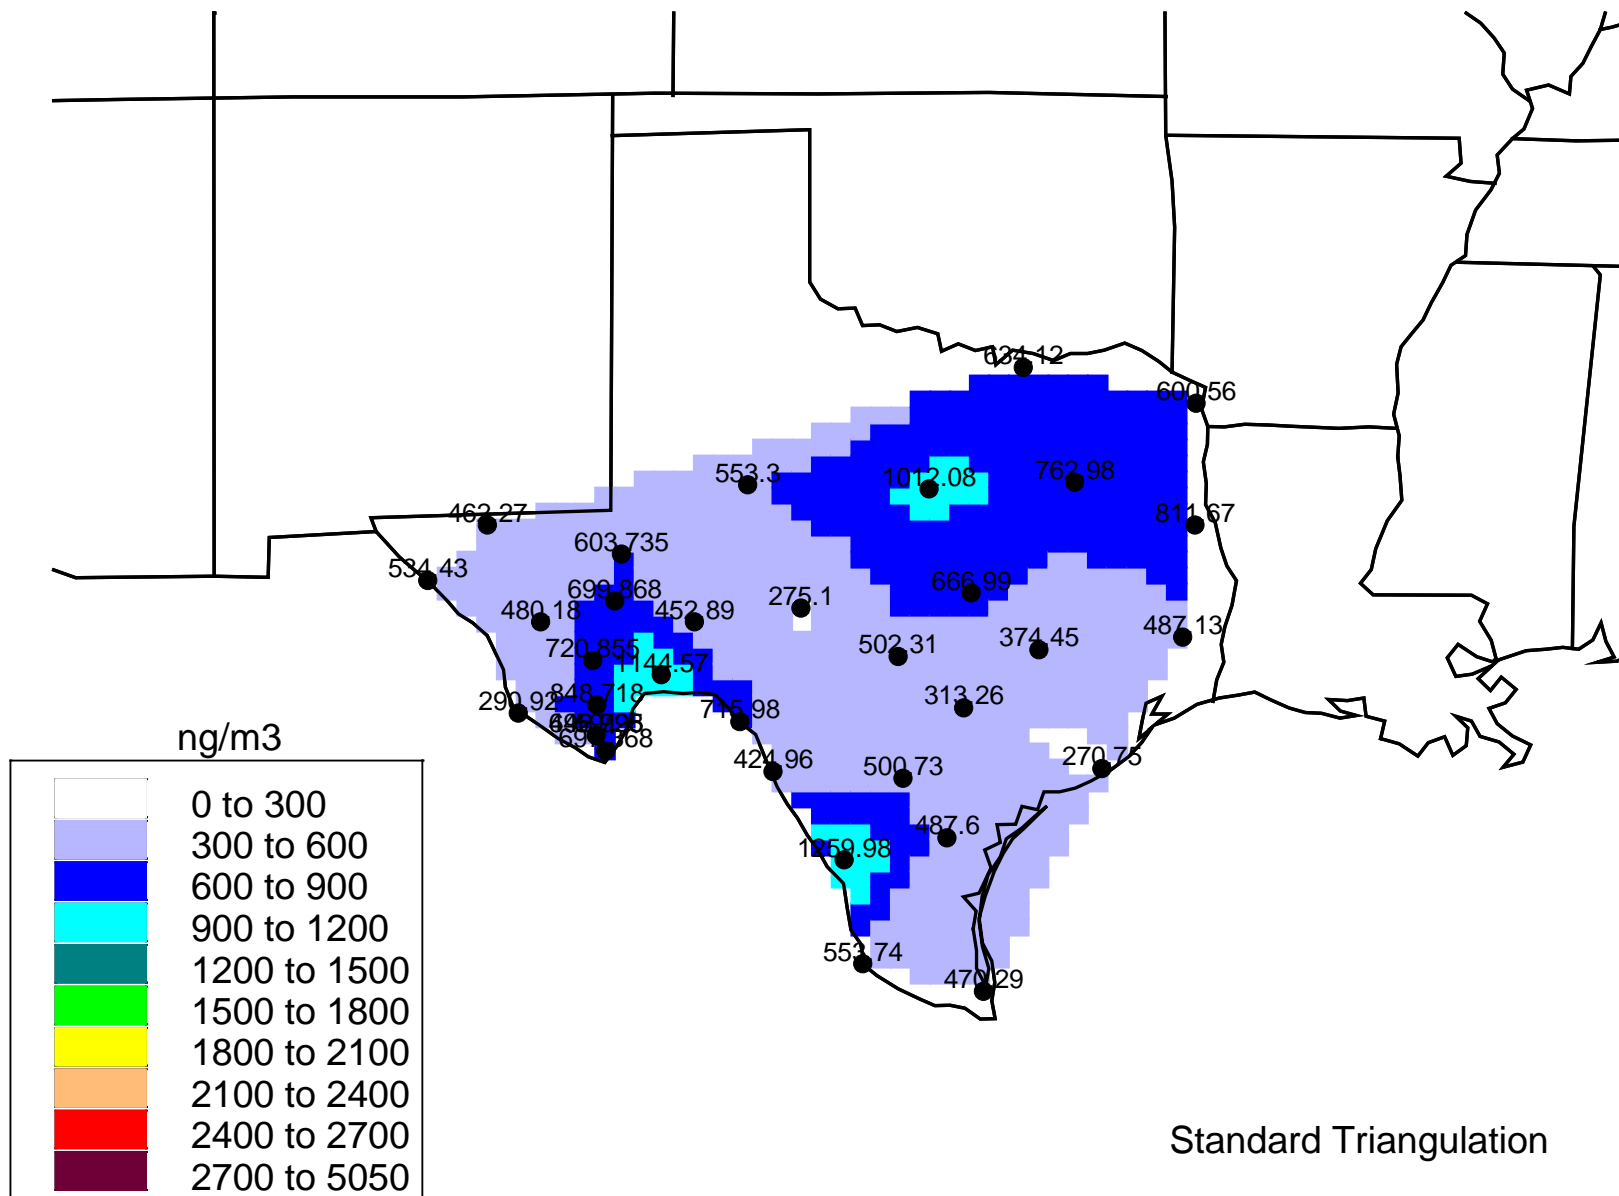 634.12
600.56
553.3
1012.08
762.98
462.27
811.67
603.735
534.43
699.868
275.1
666.99
480.18
452.89
487.13
374.45
502.31
720.855
1144.57
848.718
290.92
313.26
715.98
424.96
500.73
270.75
487.6
1259.98
553.74
470.29
ng/m3
0 to 300
300 to 600
600 to 900
900 to 1200
1200 to 1500
1500 to 1800
1800 to 2100
2100 to 2400
2400 to 2700
2700 to 5050
Standard Triangulation